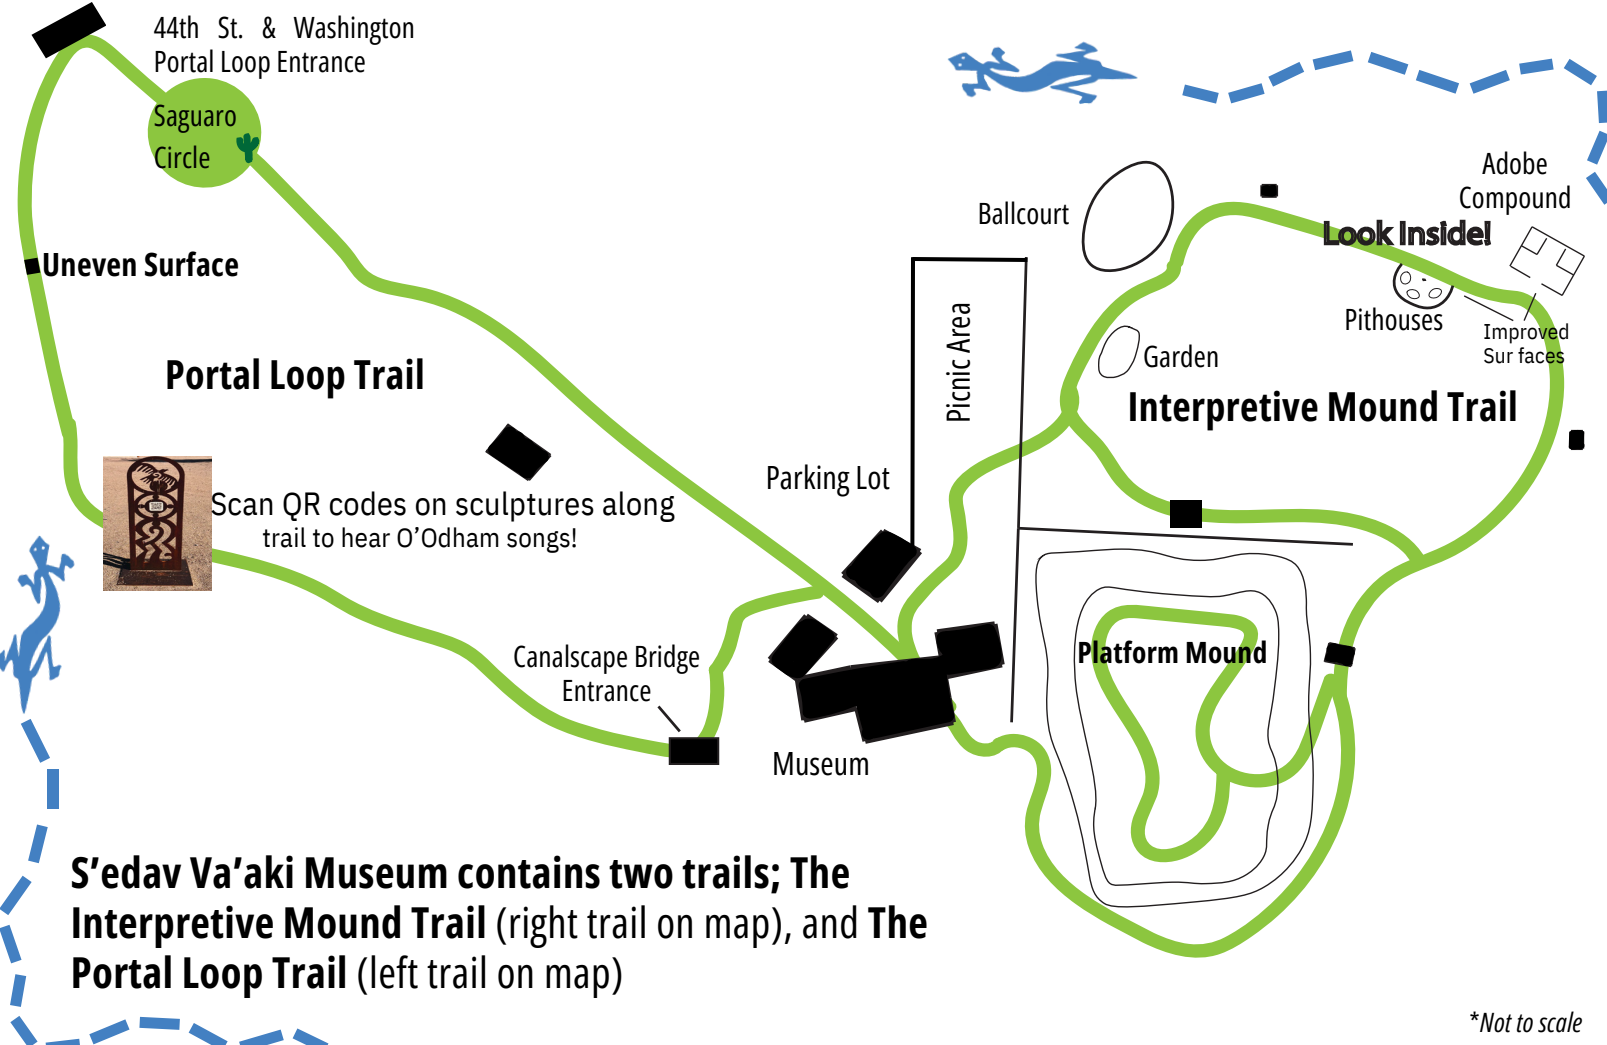 44th St. & Washington
Portal Loop Entrance
Saguaro
Circle
Uneven Surface
Portal Loop Trail
Scan QR codes on sculptures along
trail to hear O’Odham songs!
Canalscape Bridge
Entrance
Museum
Parking Lot
Picnic Area
Ballcourt
Garden
Look Inside!
Adobe
Compound
Pithouses
Improved
Sur faces
Interpretive Mound Trail
Platform Mound
S’edav Va’aki Museum contains two trails; The
Interpretive Mound Trail (right trail on map), and The
Portal Loop Trail (left trail on map)
*Not to scale